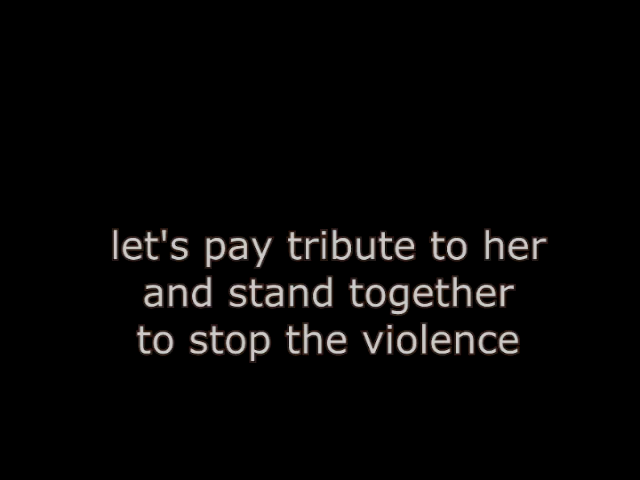 let's pay tribute to her
and stand together
to stop the violence